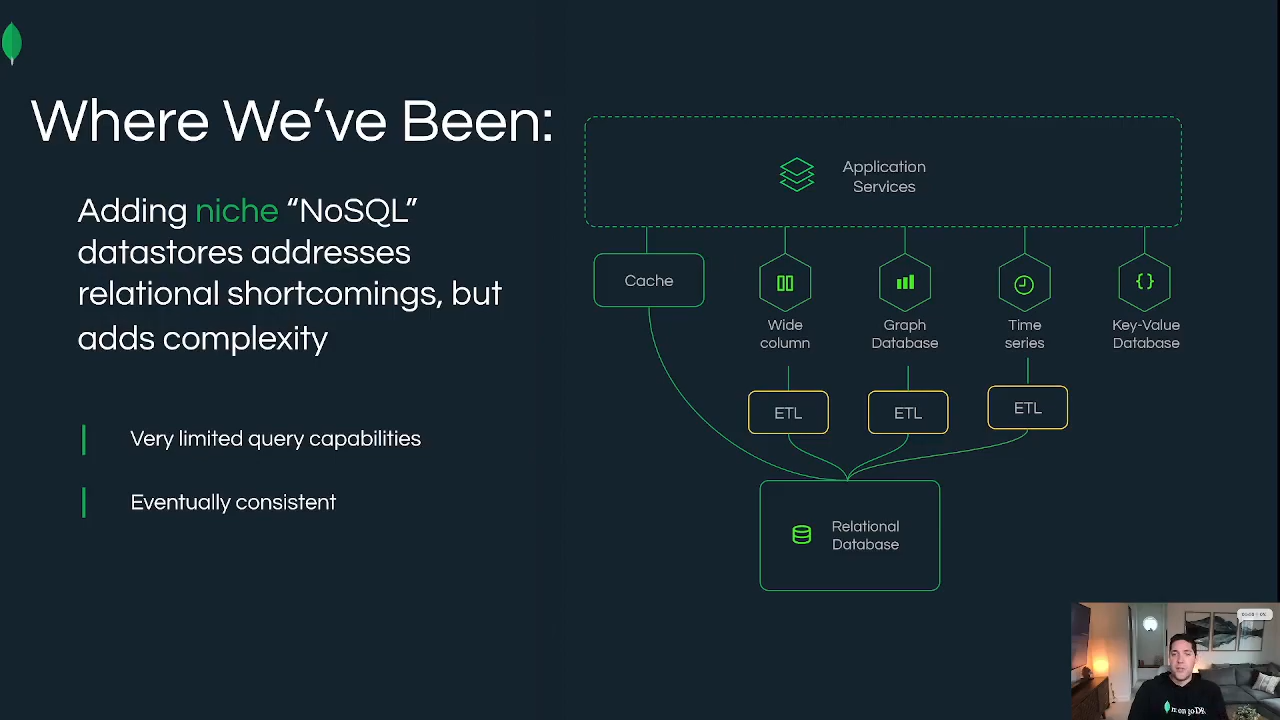 Where We’ve Been:
Adding niche “NoSQL”
datastores addresses
relational shortcomings, but
adds complexity
Very limited query capabilities
Eventually consistent
Application
Services
Cache
Wide
column
Graph
Database
Time
series
Key-Value
Database
ETL
ETL
ETL
Relational
Database